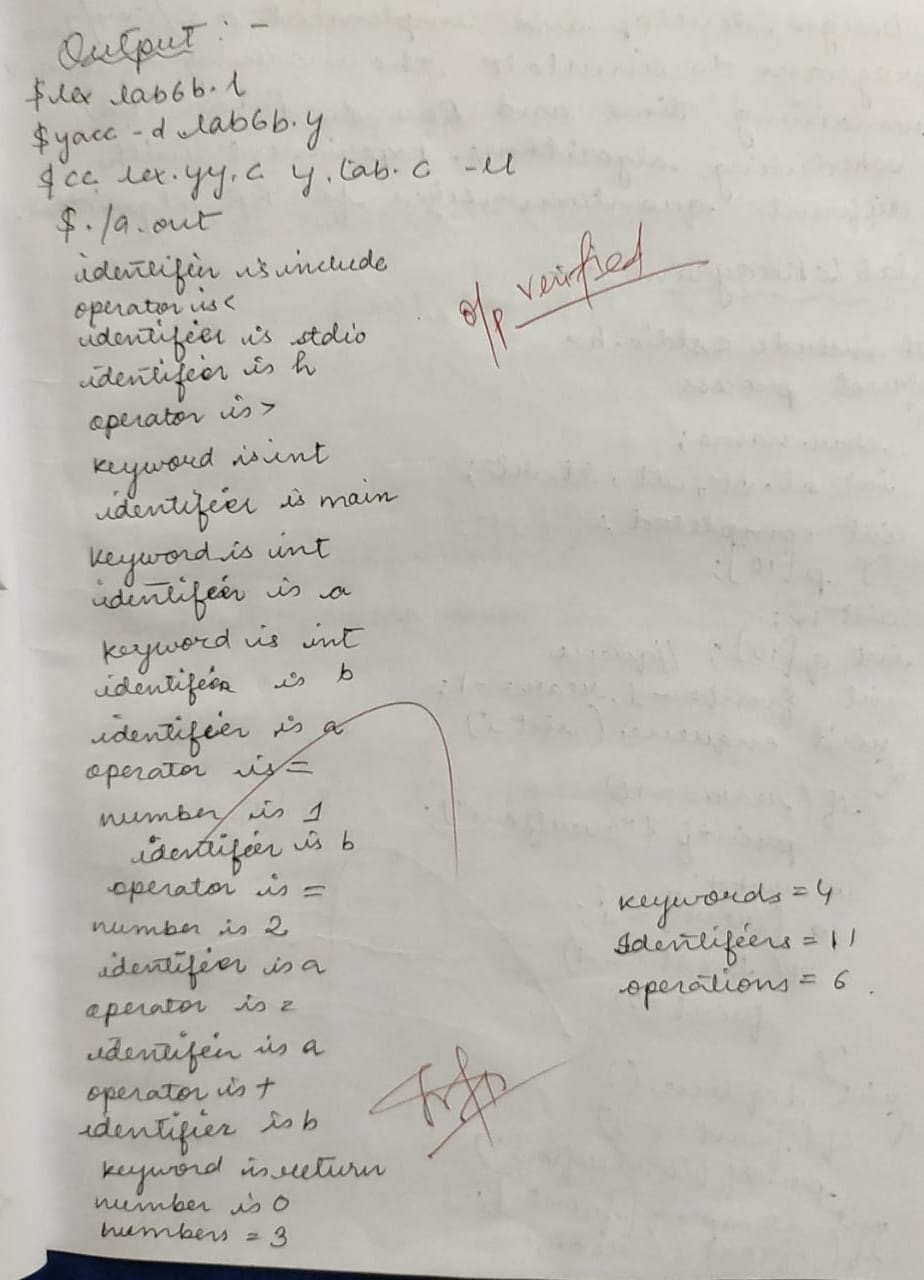 Output : -
$lex lab6b.l
$yacc -d lab6b.y
$cc lex.yy.c y.tab.c -ll
$./a.out
identifier is include
operator is <
identifier is stdio
identifier is h
operator is >
keyword is int
identifier is main
keyword is int
identifier is a
keyword is int
identifier is b
identifier is a
operator is =
number is 1
identifier is b
operator is =
number is 2
identifier is a
operator is =
identifier is a
operator is +
identifier is b
keyword is return
number is 0
numbers = 3
o/p verified
keywords = 4
Identifiers = 11
operations = 6.